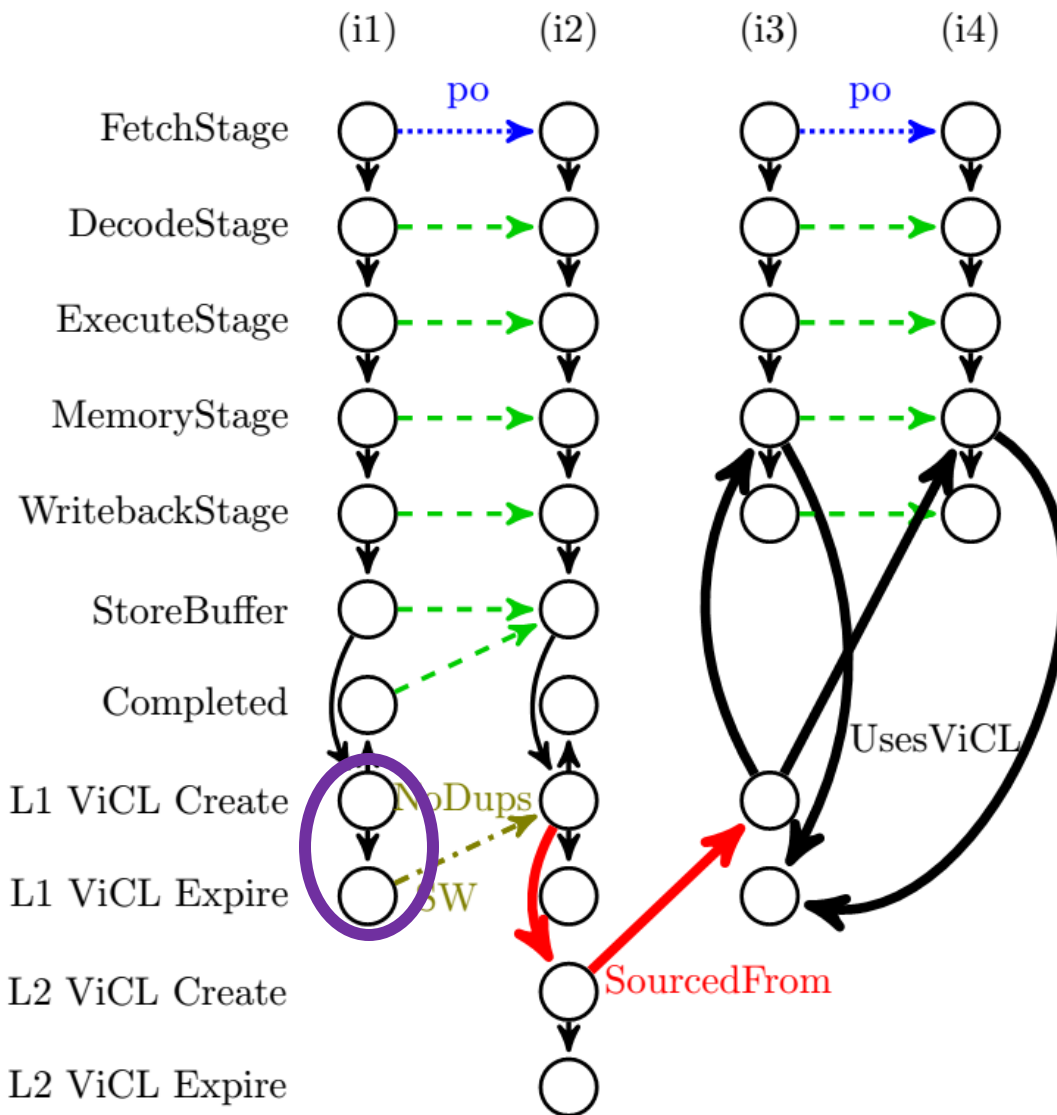 (i1) (i2) (i3) (i4)
po po
FetchStage
DecodeStage
ExecuteStage
MemoryStage
WritebackStage
StoreBuffer
Completed
UsesViCL
L1 ViCL Create NoDups
L1 ViCL Expire SW
L2 ViCL Create SourcedFrom
L2 ViCL Expire